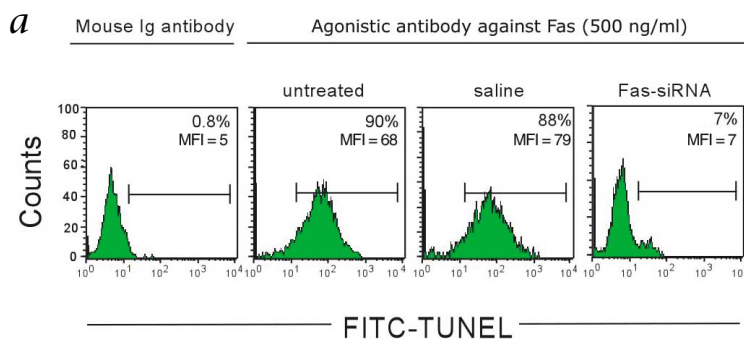 a
Mouse Ig antibody
Agonistic antibody against Fas (500 ng/ml)
untreated
saline
Fas-siRNA
100
80
60
40
20
0
Counts
0.8%
MFI = 5
90%
MFI = 68
88%
MFI = 79
7%
MFI = 7
10⁰ 10¹ 10² 10³ 10⁴
10⁰ 10¹ 10² 10³ 10⁴
10⁰ 10¹ 10² 10³ 10⁴
10⁰ 10¹ 10² 10³ 10
FITC-TUNEL